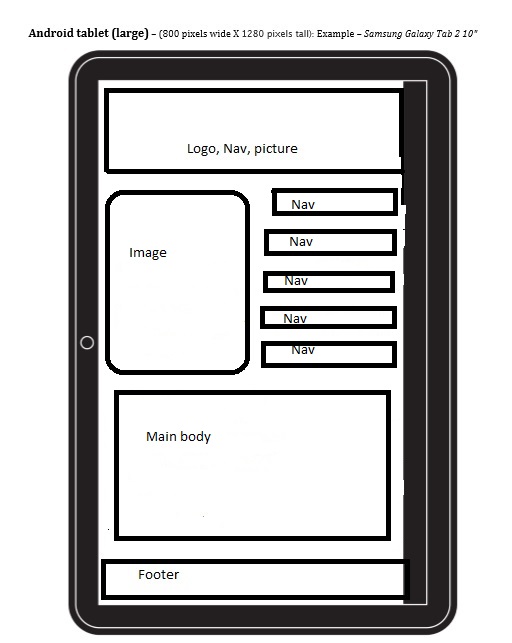 Android tablet (large) – (800 pixels wide X 1280 pixels tall): Example – Samsung Galaxy Tab 2 10"
Logo, Nav, picture
Image
Nav
Nav
Nav
Nav
Nav
Main body
Footer